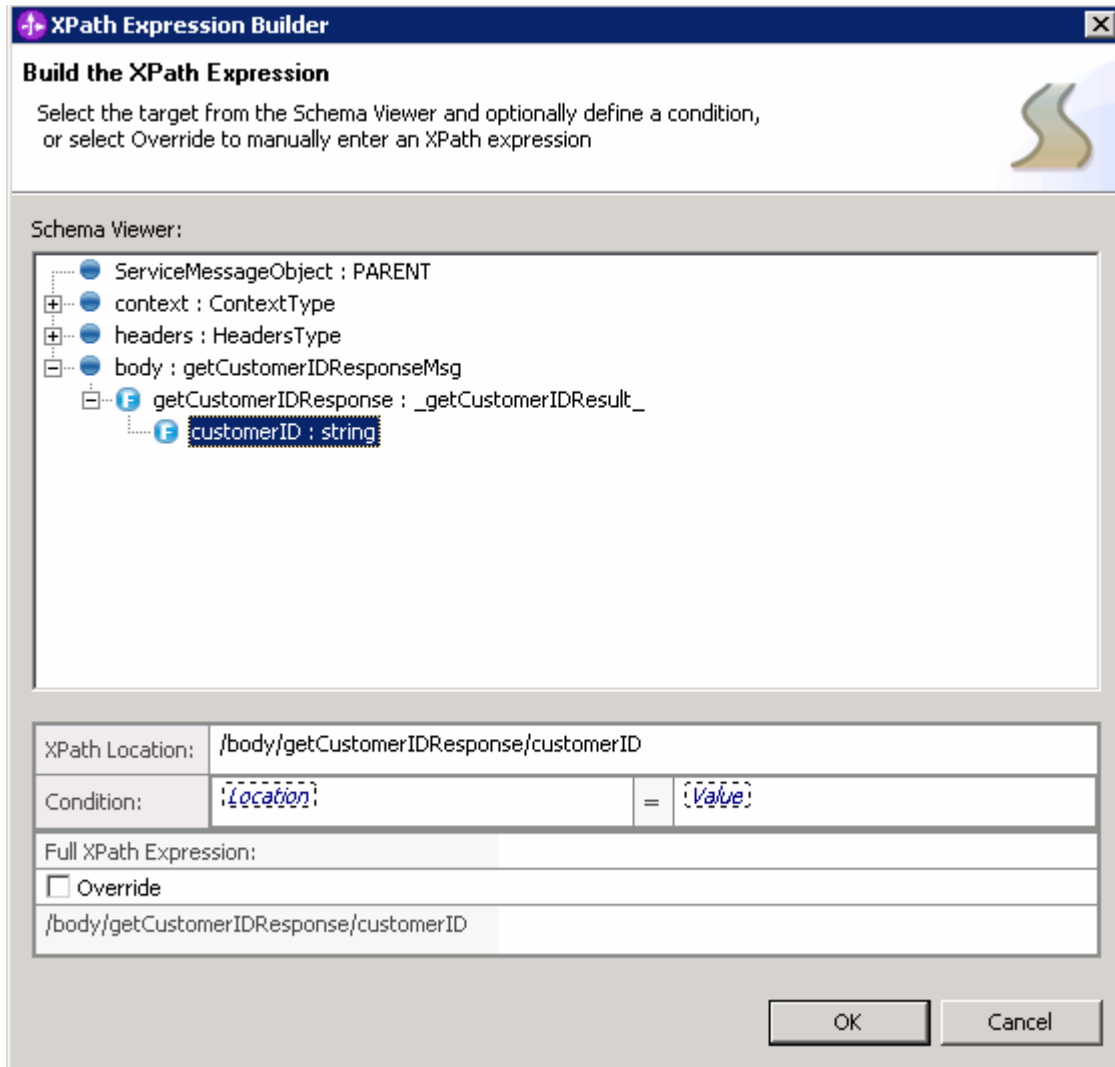 XPath Expression Builder
Build the XPath Expression
Select the target from the Schema Viewer and optionally define a condition,
or select Override to manually enter an XPath expression
Schema Viewer:
ServiceMessageObject : PARENT
context : ContextType
headers : HeadersType
body : getCustomerIDResponseMsg
getCustomerIDResponse : _getCustomerIDResult_
customerID : string
XPath Location: /body/getCustomerIDResponse/customerID
Condition: Location = Value
Full XPath Expression:
Override
/body/getCustomerIDResponse/customerID
OK Cancel